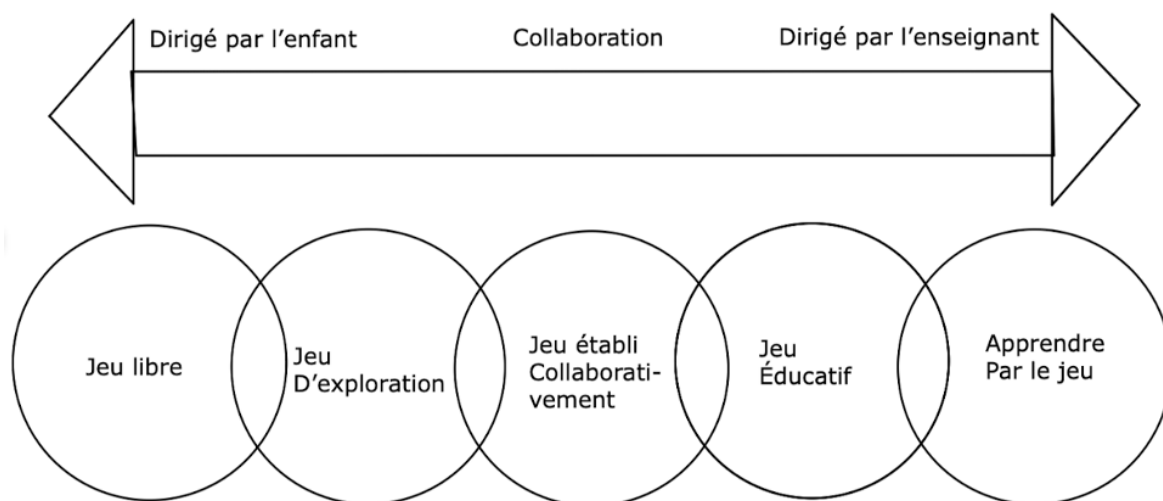 Dirigé par l'enfant
Collaboration
Dirigé par l'enseignant
Jeu libre
Jeu
D'exploration
Jeu établi
Collaborati-
vement
Jeu
Éducatif
Apprendre
Par le jeu